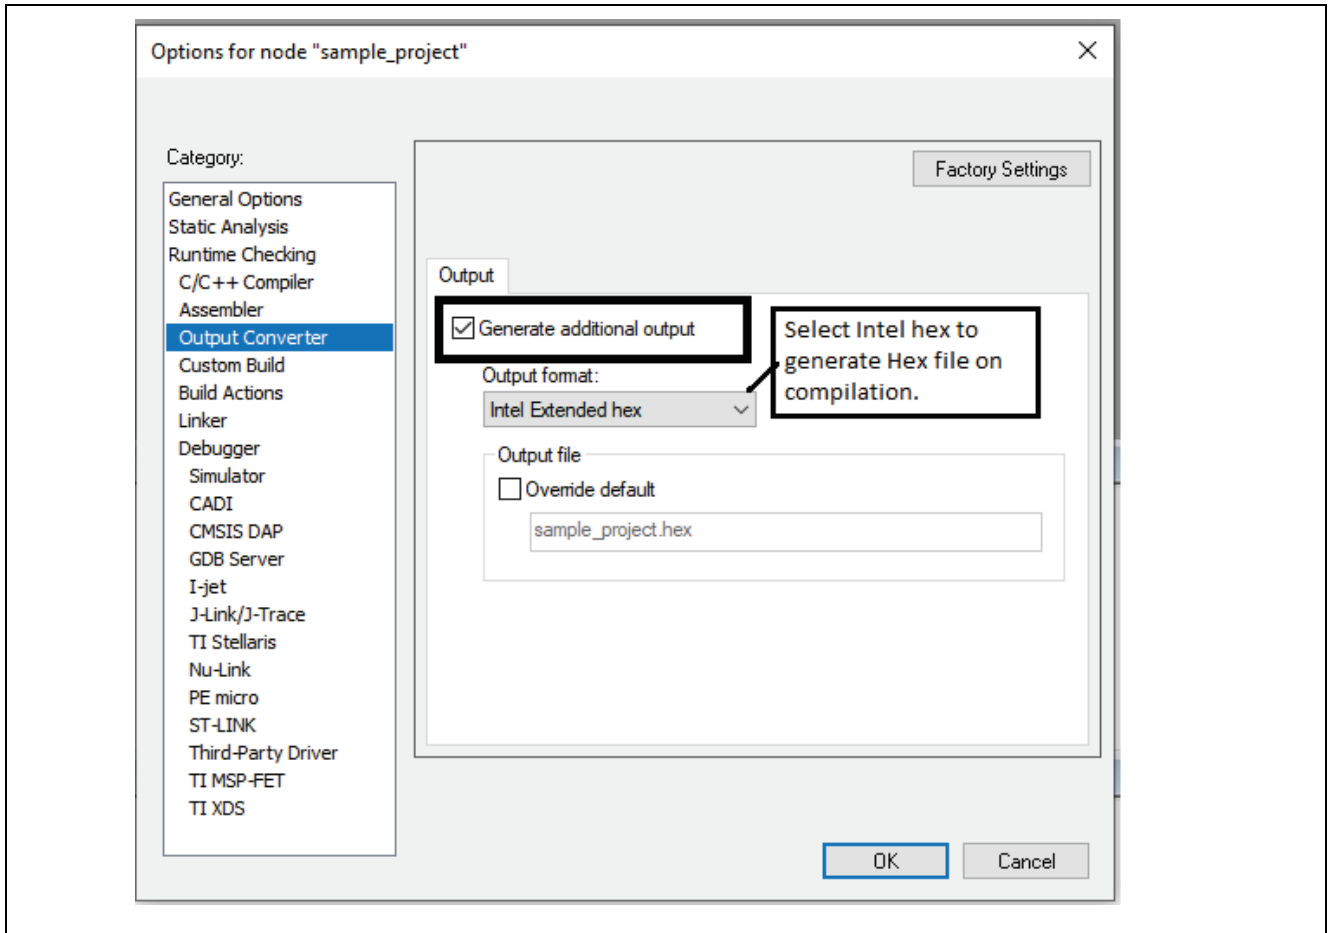 Options for node "sample_project"
Category:
Factory Settings
General Options
Static Analysis
Runtime Checking
C/C++ Compiler
Assembler
Output Converter
Custom Build
Build Actions
Linker
Debugger
Simulator
CADI
CMSIS DAP
GDB Server
I-jet
J-Link/J-Trace
TI Stellaris
Nu-Link
PE micro
ST-LINK
Third-Party Driver
TI MSP-FET
TI XDS
Output
Generate additional output
Select Intel hex to
generate Hex file on
compilation.
Output format:
Intel Extended hex
Output file
Override default
sample_project.hex
OK
Cancel